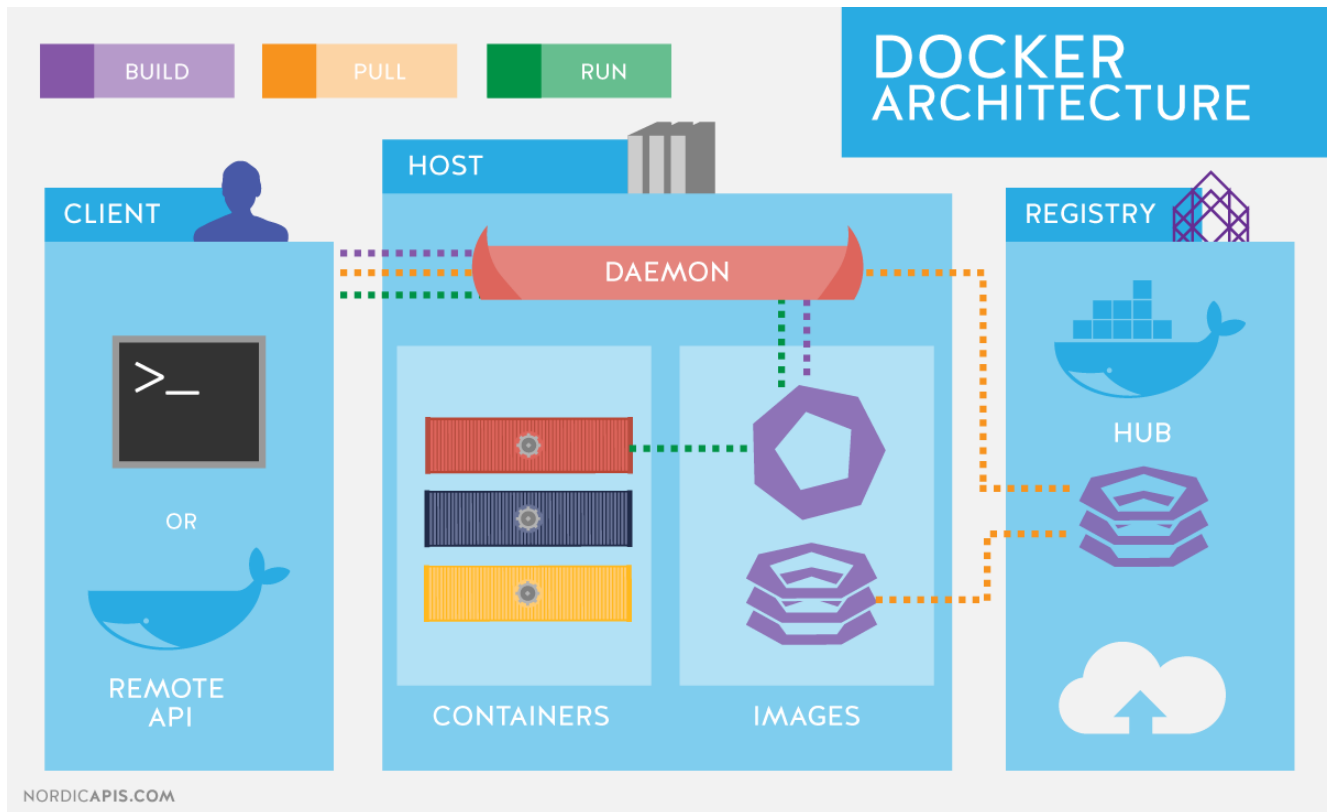 BUILD
PULL
RUN
DOCKER
ARCHITECTURE
HOST
CLIENT
REGISTRY
DAEMON
>_
HUB
OR
REMOTE
API
CONTAINERS
IMAGES
NORDICAPIS.COM